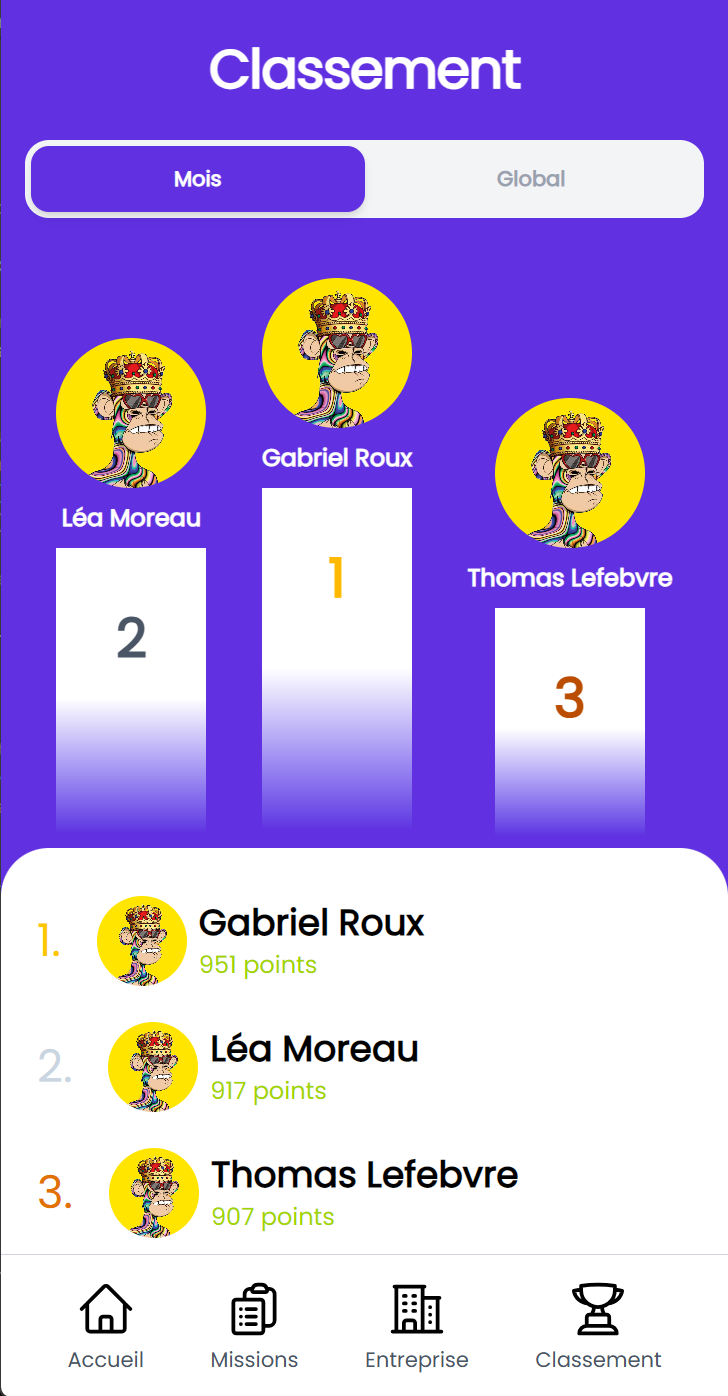 Classement
Mois
Global
Gabriel Roux
Léa Moreau
1
2
Thomas Lefebvre
3
1.
Gabriel Roux
951 points
2.
Léa Moreau
917 points
3.
Thomas Lefebvre
907 points
Accueil
Missions
Entreprise
Classement